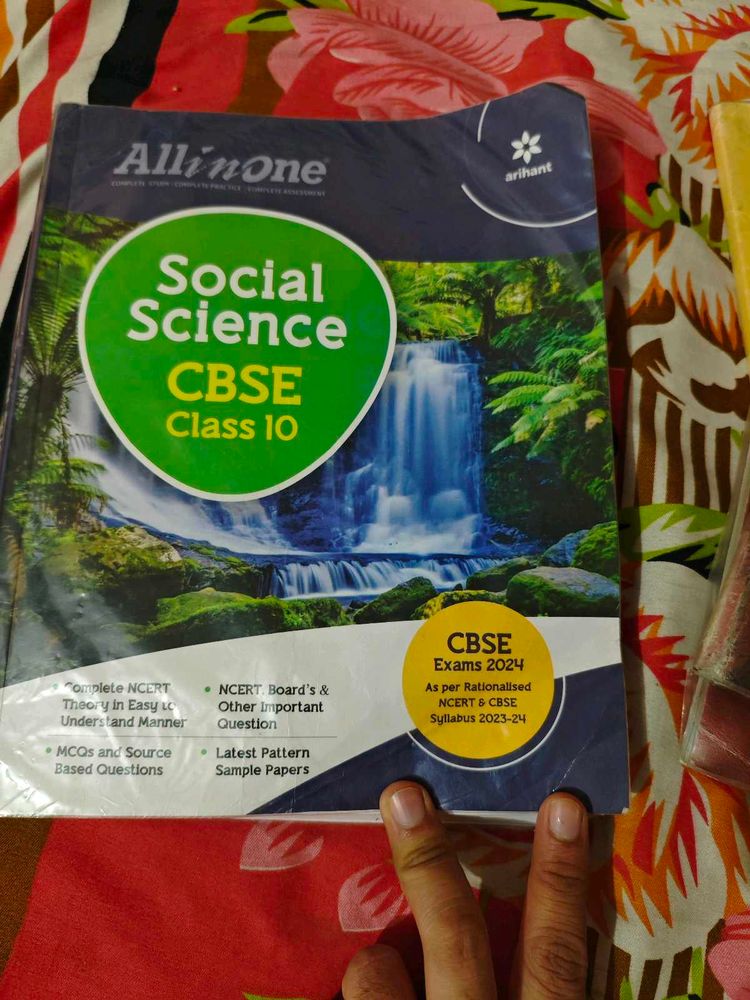 All in One
COMPLETE STUDY · COMPLETE PRACTICE · COMPLETE ASSESSMENT
arihant
Social
Science
CBSE
Class 10
CBSE
Exams 2024
As per Rationalised
NCERT & CBSE
Syllabus 2023-24
• Complete NCERT
Theory in Easy to
Understand Manner
• NCERT, Board's &
Other Important
Question
• MCQs and Source
Based Questions
• Latest Pattern
Sample Papers